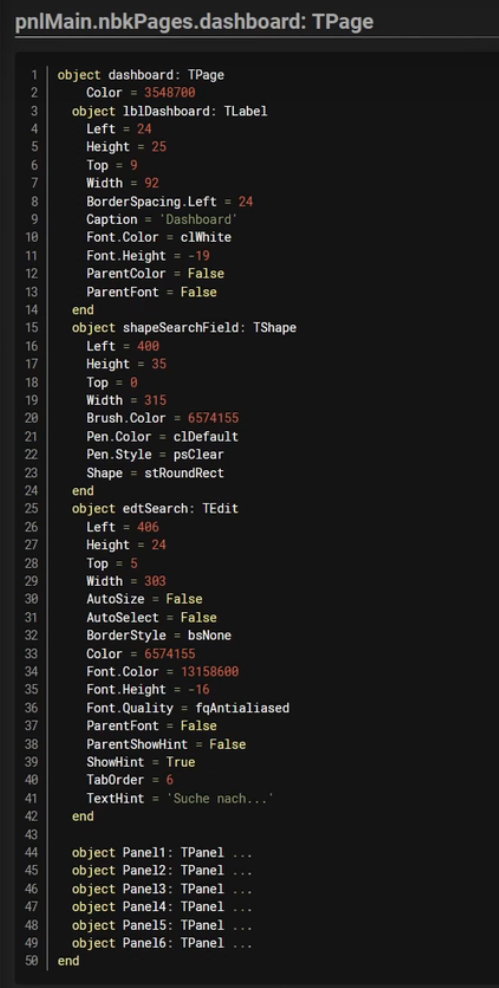 pnlMain.nbkPages.dashboard: TPage
1 object dashboard: TPage
2 Color = 3548700
3 object lblDashboard: TLabel
4 Left = 24
5 Height = 25
6 Top = 9
7 Width = 92
8 BorderSpacing.Left = 24
9 Caption = 'Dashboard'
10 Font.Color = clWhite
11 Font.Height = -19
12 ParentColor = False
13 ParentFont = False
14 end
15 object shapeSearchField: TShape
16 Left = 400
17 Height = 35
18 Top = 0
19 Width = 315
20 Brush.Color = 6574155
21 Pen.Color = clDefault
22 Pen.Style = psClear
23 Shape = stRoundRect
24 end
25 object edtSearch: TEdit
26 Left = 406
27 Height = 24
28 Top = 5
29 Width = 303
30 AutoSize = False
31 AutoSelect = False
32 BorderStyle = bsNone
33 Color = 6574155
34 Font.Color = 13158600
35 Font.Height = -16
36 Font.Quality = fqAntialiased
37 ParentFont = False
38 ParentShowHint = False
39 ShowHint = True
40 TabOrder = 6
41 TextHint = 'Suche nach...'
42 end
43
44 object Panel1: TPanel ...
45 object Panel2: TPanel ...
46 object Panel3: TPanel ...
47 object Panel4: TPanel ...
48 object Panel5: TPanel ...
49 object Panel6: TPanel ...
50 end